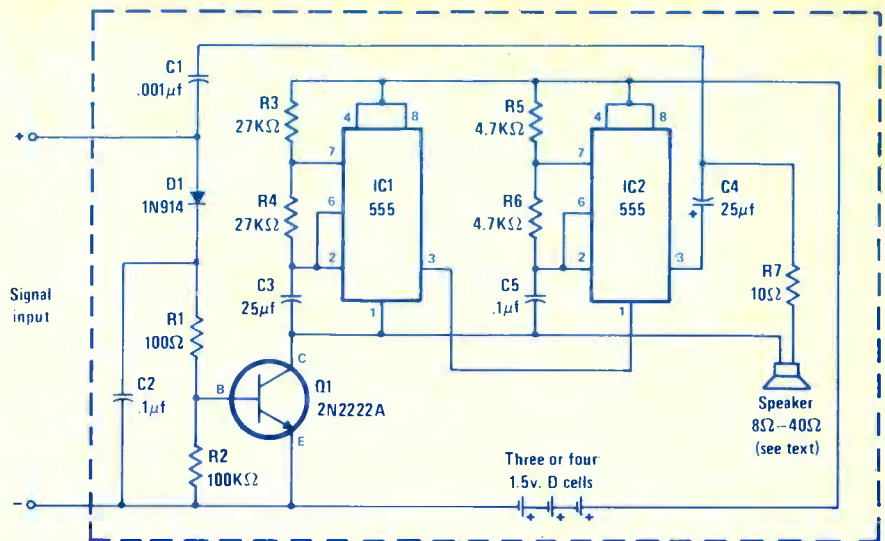 C1
.001μf
+
D1
1N914
Signal
input
C2
.1μf
R1
100Ω
R2
100KΩ
−
B
C
E
Q1
2N2222A
R3
27KΩ
R4
27KΩ
C3
25μf
4
8
7
6
2
3
1
IC1
555
R5
4.7KΩ
R6
4.7KΩ
C5
.1μf
4
8
7
6
2
3
1
IC2
555
C4
25μf
+
R7
10Ω
Speaker
8Ω–40Ω
(see text)
Three or four
1.5v. D cells
+
+
+